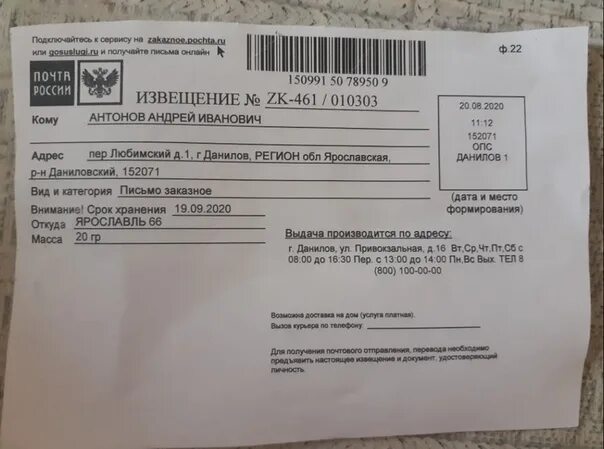 Подключайтесь к сервису на zakaznoe.pochta.ru
или gosuslugi.ru и получайте письма онлайн
ф.22
15099150789509
ПОЧТА
РОССИИ
ИЗВЕЩЕНИЕ № ZK-461 / 010303
Кому АНТОНОВ АНДРЕЙ ИВАНОВИЧ
20.08.2020
11:12
152071
ОПС
ДАНИЛОВ 1
(дата и место
формирования)
Адрес пер Любимский д.1, г Данилов, РЕГИОН обл Ярославская,
р-н Даниловский, 152071
Вид и категория Письмо заказное
Внимание! Срок хранения 19.09.2020
Откуда ЯРОСЛАВЛЬ 66
Масса 20 гр
Выдача производится по адресу:
г. Данилов, ул. Привокзальная, д.16 Вт,Ср,Чт,Пт,Сб с
08:00 до 16:30 Пер. с 13:00 до 14:00 Пн,Вс Вых. ТЕЛ 8
(800) 100-00-00
Возможна доставка на дом (услуга платная).
Вызов курьера по телефону:
Для получения почтового отправления, перевода необходимо
предъявить настоящее извещение и документ, удостоверяющий
личность.